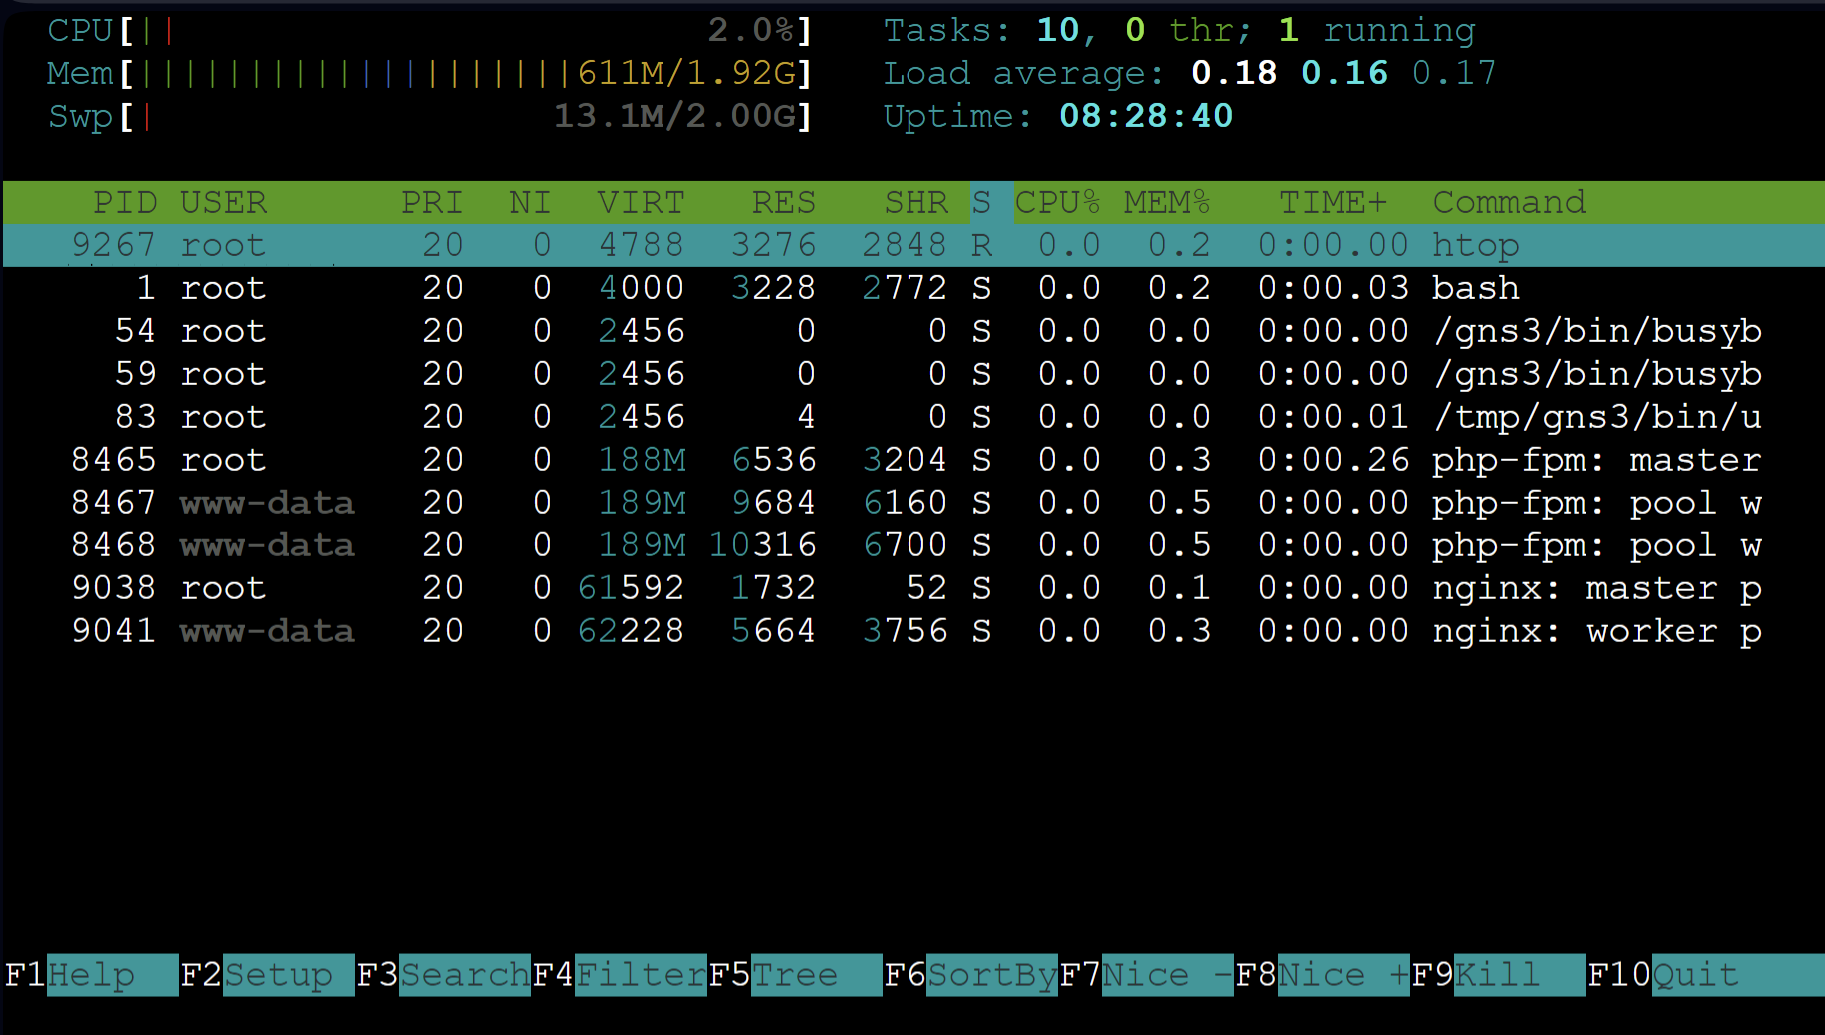 CPU[|| 2.0%] Tasks: 10, 0 thr; 1 running
Mem[||||||||||||||||||||611M/1.92G] Load average: 0.18 0.16 0.17
Swp[| 13.1M/2.00G] Uptime: 08:28:40
PID USER PRI NI VIRT RES SHR S CPU% MEM% TIME+ Command
9267 root 20 0 4788 3276 2848 R 0.0 0.2 0:00.00 htop
1 root 20 0 4000 3228 2772 S 0.0 0.2 0:00.03 bash
54 root 20 0 2456 0 0 S 0.0 0.0 0:00.00 /gns3/bin/busyb
59 root 20 0 2456 0 0 S 0.0 0.0 0:00.00 /gns3/bin/busyb
83 root 20 0 2456 4 0 S 0.0 0.0 0:00.01 /tmp/gns3/bin/u
8465 root 20 0 188M 6536 3204 S 0.0 0.3 0:00.26 php-fpm: master
8467 www-data 20 0 189M 9684 6160 S 0.0 0.5 0:00.00 php-fpm: pool w
8468 www-data 20 0 189M 10316 6700 S 0.0 0.5 0:00.00 php-fpm: pool w
9038 root 20 0 61592 1732 52 S 0.0 0.1 0:00.00 nginx: master p
9041 www-data 20 0 62228 5664 3756 S 0.0 0.3 0:00.00 nginx: worker p
F1Help F2Setup F3SearchF4FilterF5Tree F6SortByF7Nice -F8Nice +F9Kill F10Quit